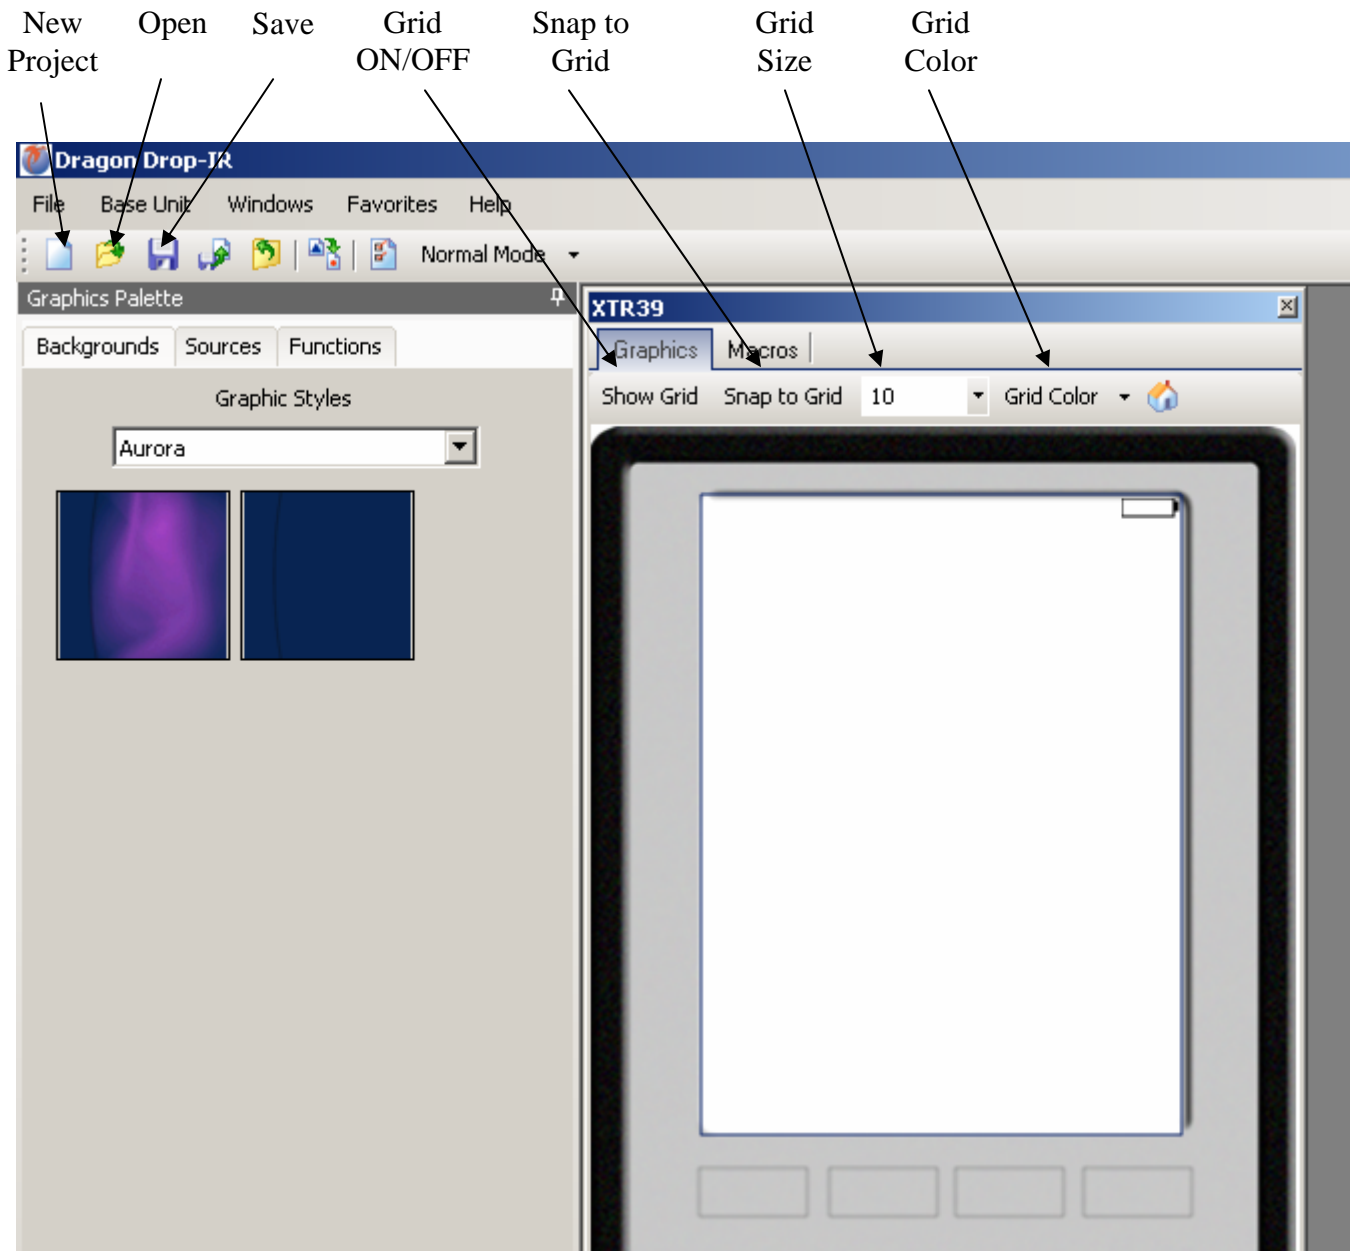 New Project
Open
Save
Grid ON/OFF
Snap to Grid
Grid Size
Grid Color
Dragon Drop-JR
File Base Unit Windows Favorites Help
Normal Mode
Graphics Palette
Backgrounds Sources Functions
Graphic Styles
Aurora
XTR39
Graphics Macros
Show Grid Snap to Grid 10 Grid Color